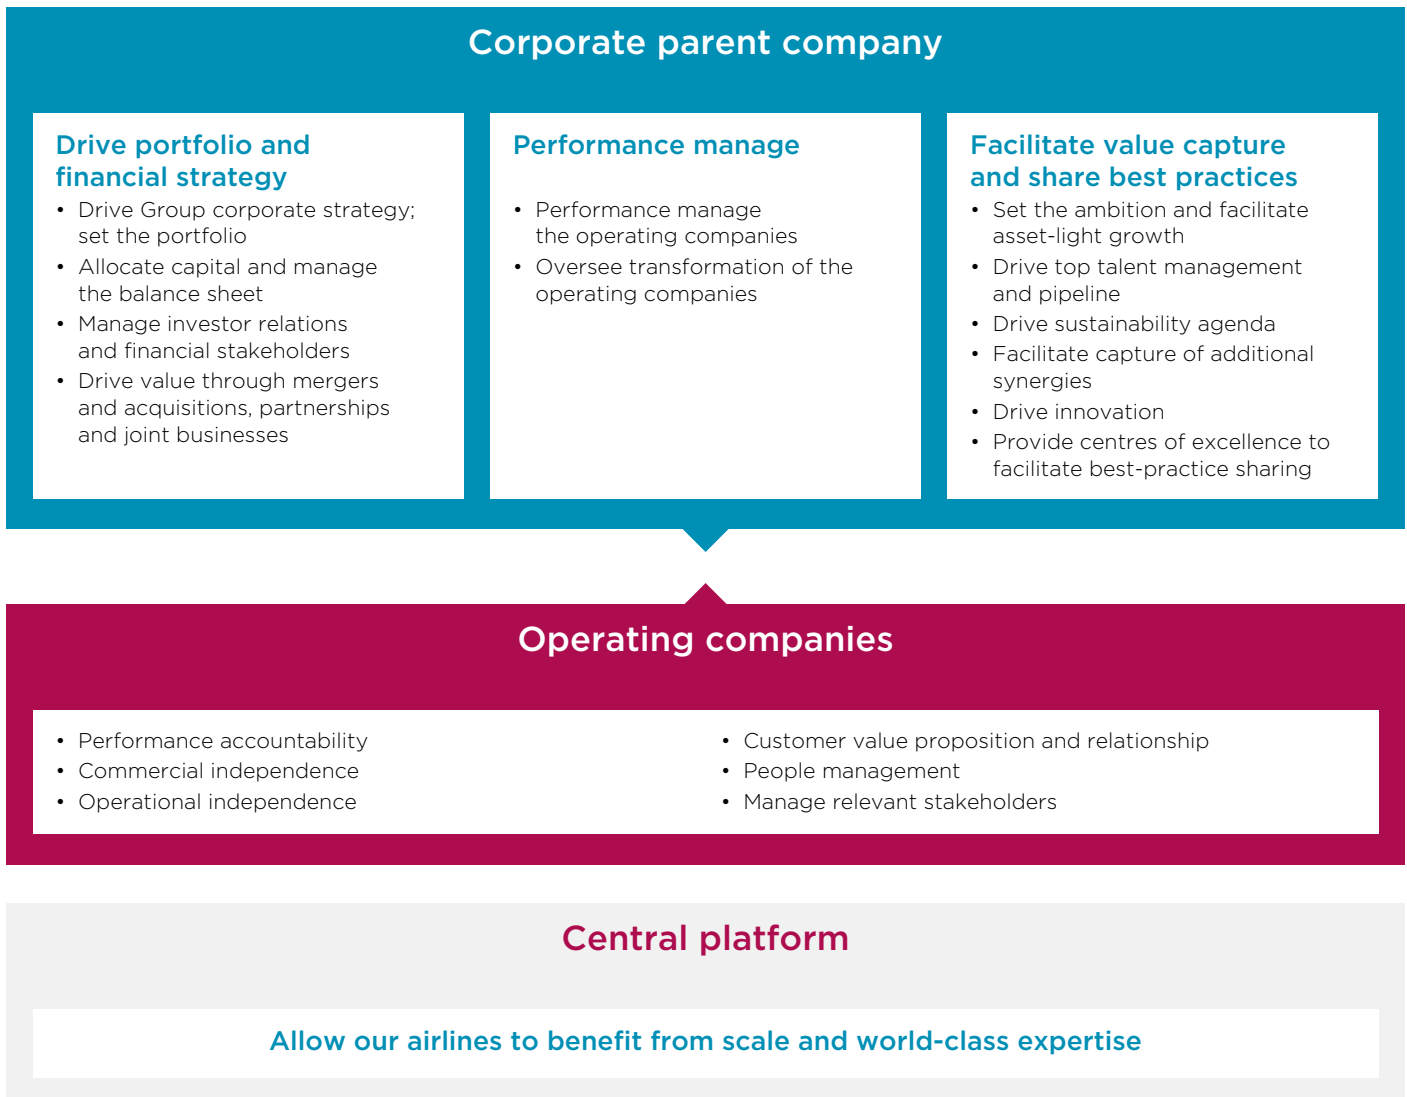 Corporate parent company
Drive portfolio and
financial strategy
• Drive Group corporate strategy;
set the portfolio
• Allocate capital and manage
the balance sheet
• Manage investor relations
and financial stakeholders
• Drive value through mergers
and acquisitions, partnerships
and joint businesses
Performance manage
• Performance manage
the operating companies
• Oversee transformation of the
operating companies
Facilitate value capture
and share best practices
• Set the ambition and facilitate
asset-light growth
• Drive top talent management
and pipeline
• Drive sustainability agenda
• Facilitate capture of additional
synergies
• Drive innovation
• Provide centres of excellence to
facilitate best-practice sharing
Operating companies
• Performance accountability
• Commercial independence
• Operational independence
• Customer value proposition and relationship
• People management
• Manage relevant stakeholders
Central platform
Allow our airlines to benefit from scale and world-class expertise